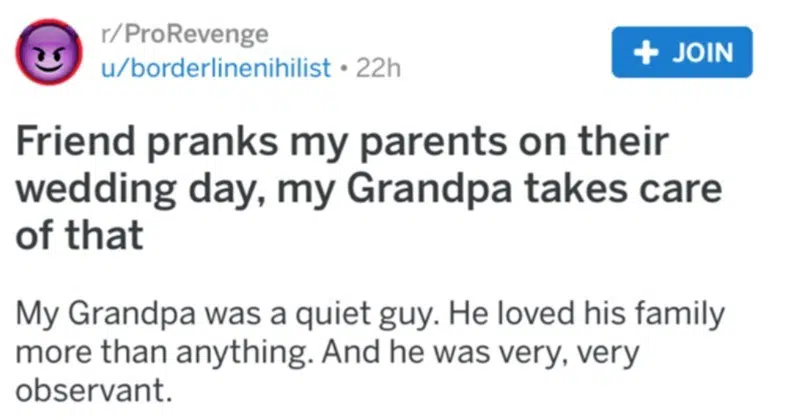 r/ProRevenge
u/borderlinenihilist • 22h
+ JOIN
Friend pranks my parents on their
wedding day, my Grandpa takes care
of that
My Grandpa was a quiet guy. He loved his family
more than anything. And he was very, very
observant.